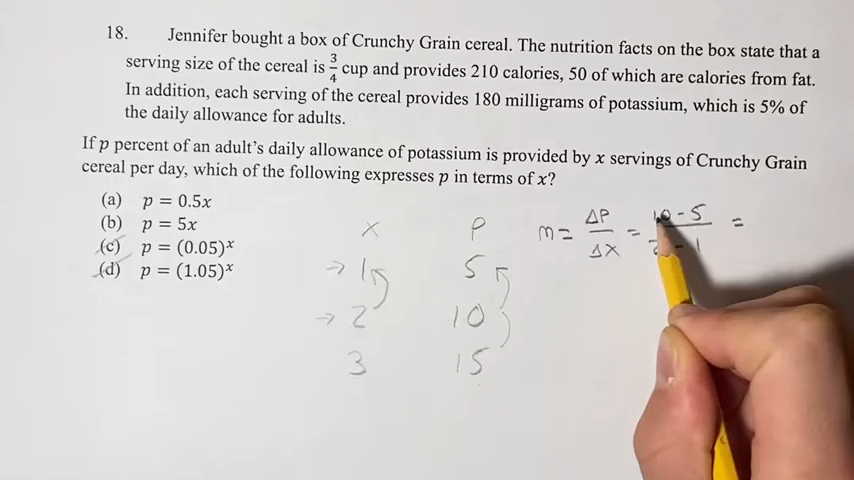 18. Jennifer bought a box of Crunchy Grain cereal. The nutrition facts on the box state that a
serving size of the cereal is 3/4 cup and provides 210 calories, 50 of which are calories from fat.
In addition, each serving of the cereal provides 180 milligrams of potassium, which is 5% of
the daily allowance for adults.
If p percent of an adult's daily allowance of potassium is provided by x servings of Crunchy Grain
cereal per day, which of the following expresses p in terms of x?
(a) p = 0.5x
(b) p = 5x
(c) p = (0.05)ˣ
(d) p = (1.05)ˣ
x P
→ 1 5
→ 2 10
3 15
m = ΔP/ΔX = 10 - 5 / 2 - 1 =